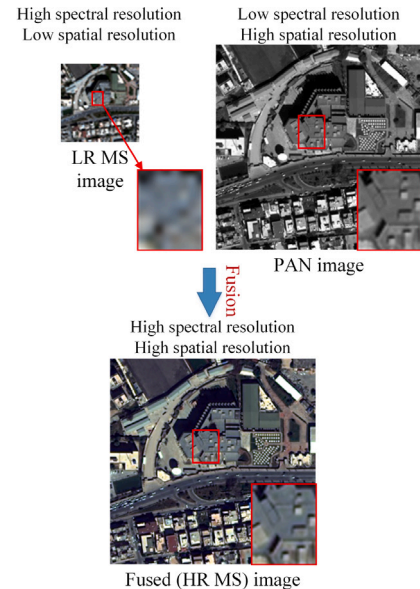 High spectral resolution
Low spatial resolution
Low spectral resolution
High spatial resolution
LR MS
image
PAN image
Fusion
High spectral resolution
High spatial resolution
Fused (HR MS) image